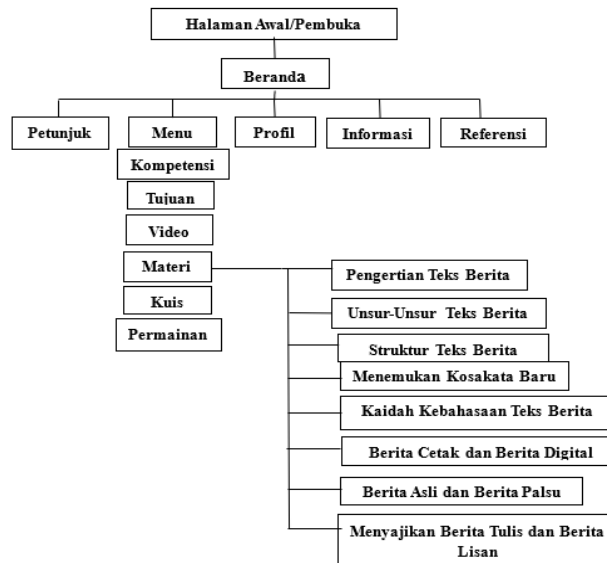 Halaman Awal/Pembuka
Beranda
Petunjuk
Menu
Profil
Informasi
Referensi
Kompetensi
Tujuan
Video
Materi
Kuis
Permainan
Pengertian Teks Berita
Unsur-Unsur Teks Berita
Struktur Teks Berita
Menemukan Kosakata Baru
Kaidah Kebahasaan Teks Berita
Berita Cetak dan Berita Digital
Berita Asli dan Berita Palsu
Menyajikan Berita Tulis dan Berita
Lisan